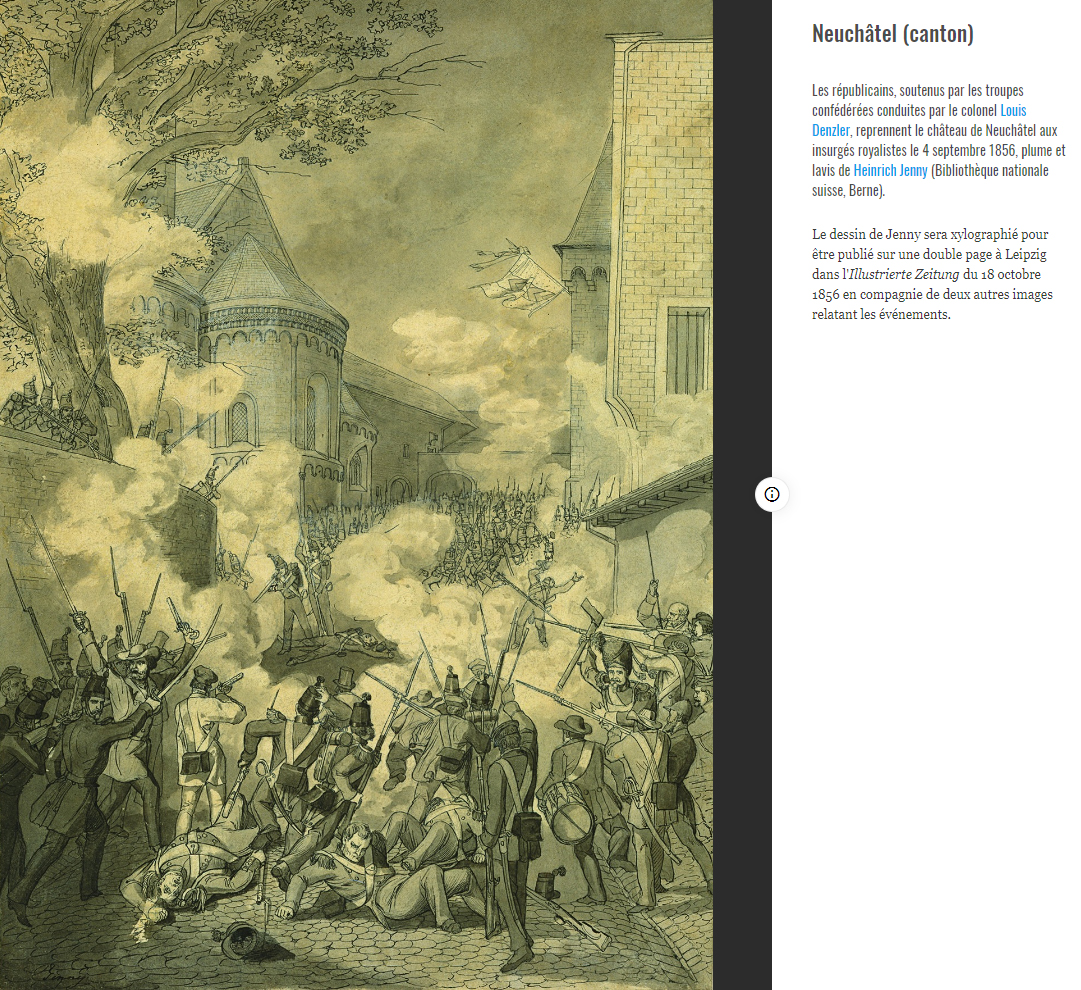 Neuchâtel (canton)
Les républicains, soutenus par les troupes
confédérées conduites par le colonel Louis
Denzler, reprennent le château de Neuchâtel aux
insurgés royalistes le 4 septembre 1856, plume et
lavis de Heinrich Jenny (Bibliothèque nationale
suisse, Berne).
Le dessin de Jenny sera xylographié pour
être publié sur une double page à Leipzig
dans l'Illustrierte Zeitung du 18 octobre
1856 en compagnie de deux autres images
relatant les événements.